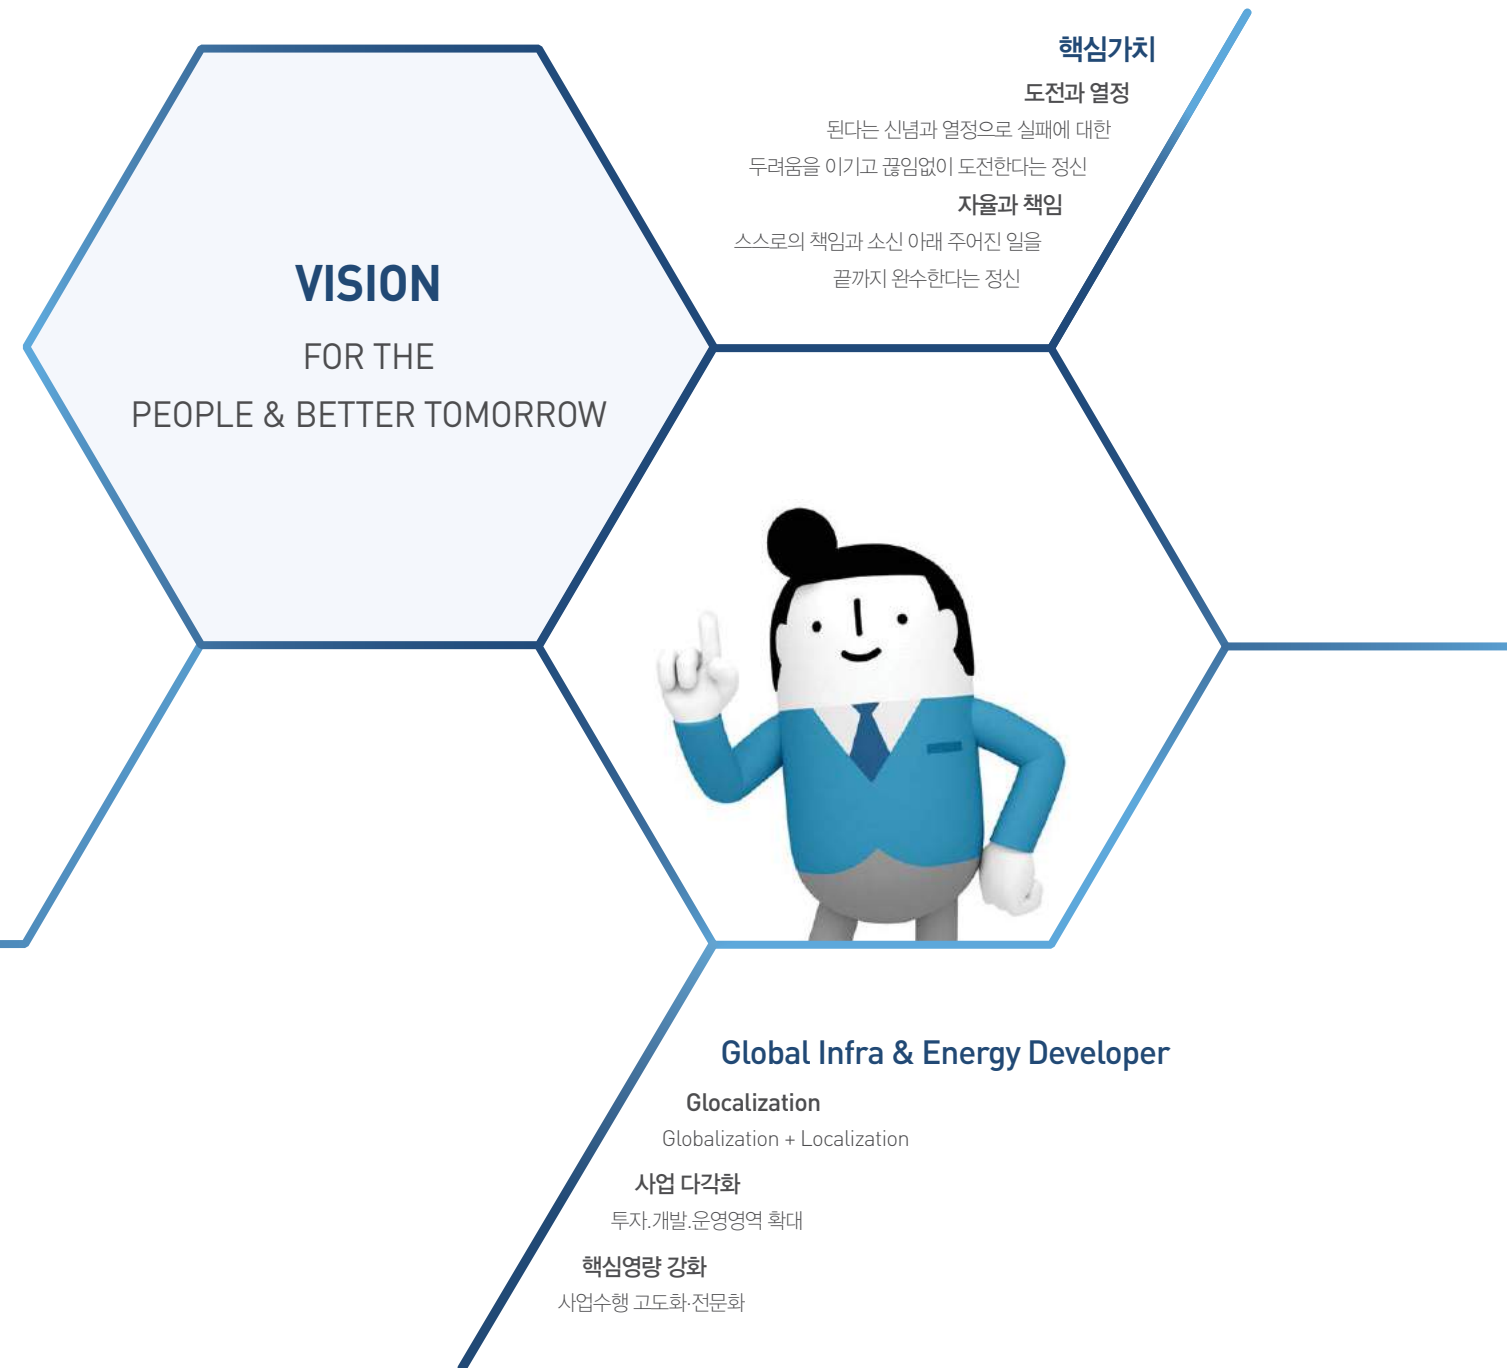 VISION
FOR THE
PEOPLE & BETTER TOMORROW
핵심가치
도전과 열정
된다는 신념과 열정으로 실패에 대한
두려움을 이기고 끊임없이 도전한다는 정신
자율과 책임
스스로의 책임과 소신 아래 주어진 일을
끝까지 완수한다는 정신
Global Infra & Energy Developer
Glocalization
Globalization + Localization
사업 다각화
투자.개발.운영영역 확대
핵심영량 강화
사업수행 고도화·전문화